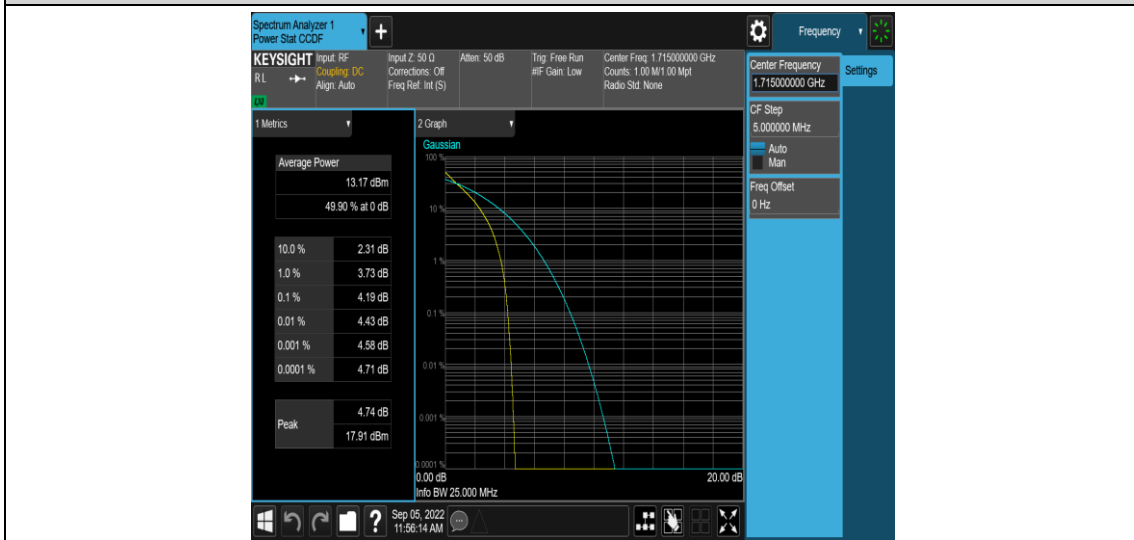 Spectrum Analyzer 1
Power Stat CCDF
+
Frequency
KEYSIGHT
RL
LXI
Input: RF
Coupling: DC
Align: Auto
Input Z: 50 Ω
Corrections: Off
Freq Ref: Int (S)
Atten: 50 dB
Trig: Free Run
#IF Gain: Low
Center Freq: 1.715000000 GHz
Counts: 1.00 M/1.00 Mpt
Radio Std: None
Center Frequency
1.715000000 GHz
Settings
CF Step
5.000000 MHz
Auto
Man
Freq Offset
0 Hz
1 Metrics
Average Power
13.17 dBm
49.90 % at 0 dB
10.0 % 2.31 dB
1.0 % 3.73 dB
0.1 % 4.19 dB
0.01 % 4.43 dB
0.001 % 4.58 dB
0.0001 % 4.71 dB
Peak
4.74 dB
17.91 dBm
2 Graph
Gaussian
100 %
10 %
1 %
0.1 %
0.01 %
0.001 %
0.0001 %
0.00 dB 20.00 dB
Info BW 25.000 MHz
?
Sep 05, 2022
11:56:14 AM